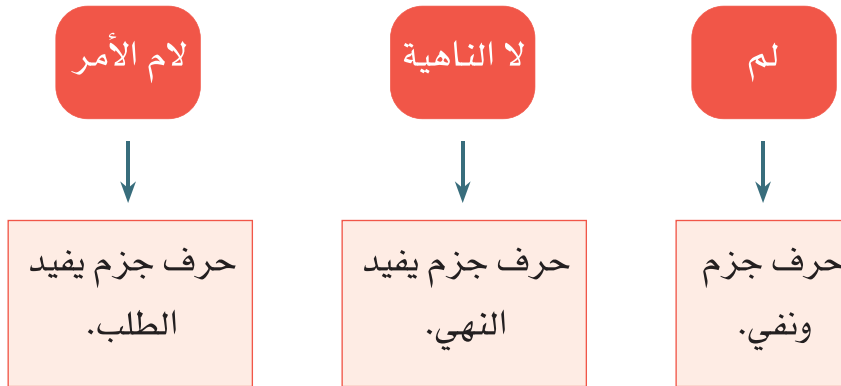 لم
لا الناهية
لام الأمر
حرف جزم
ونفي.
حرف جزم يفيد
النهي.
حرف جزم يفيد
الطلب.